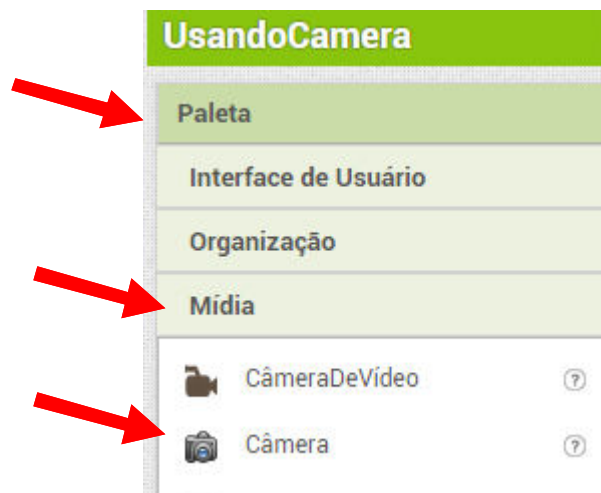 UsandoCamera
Paleta
Interface de Usuário
Organização
Mídia
CâmeraDeVídeo ?
Câmera ?